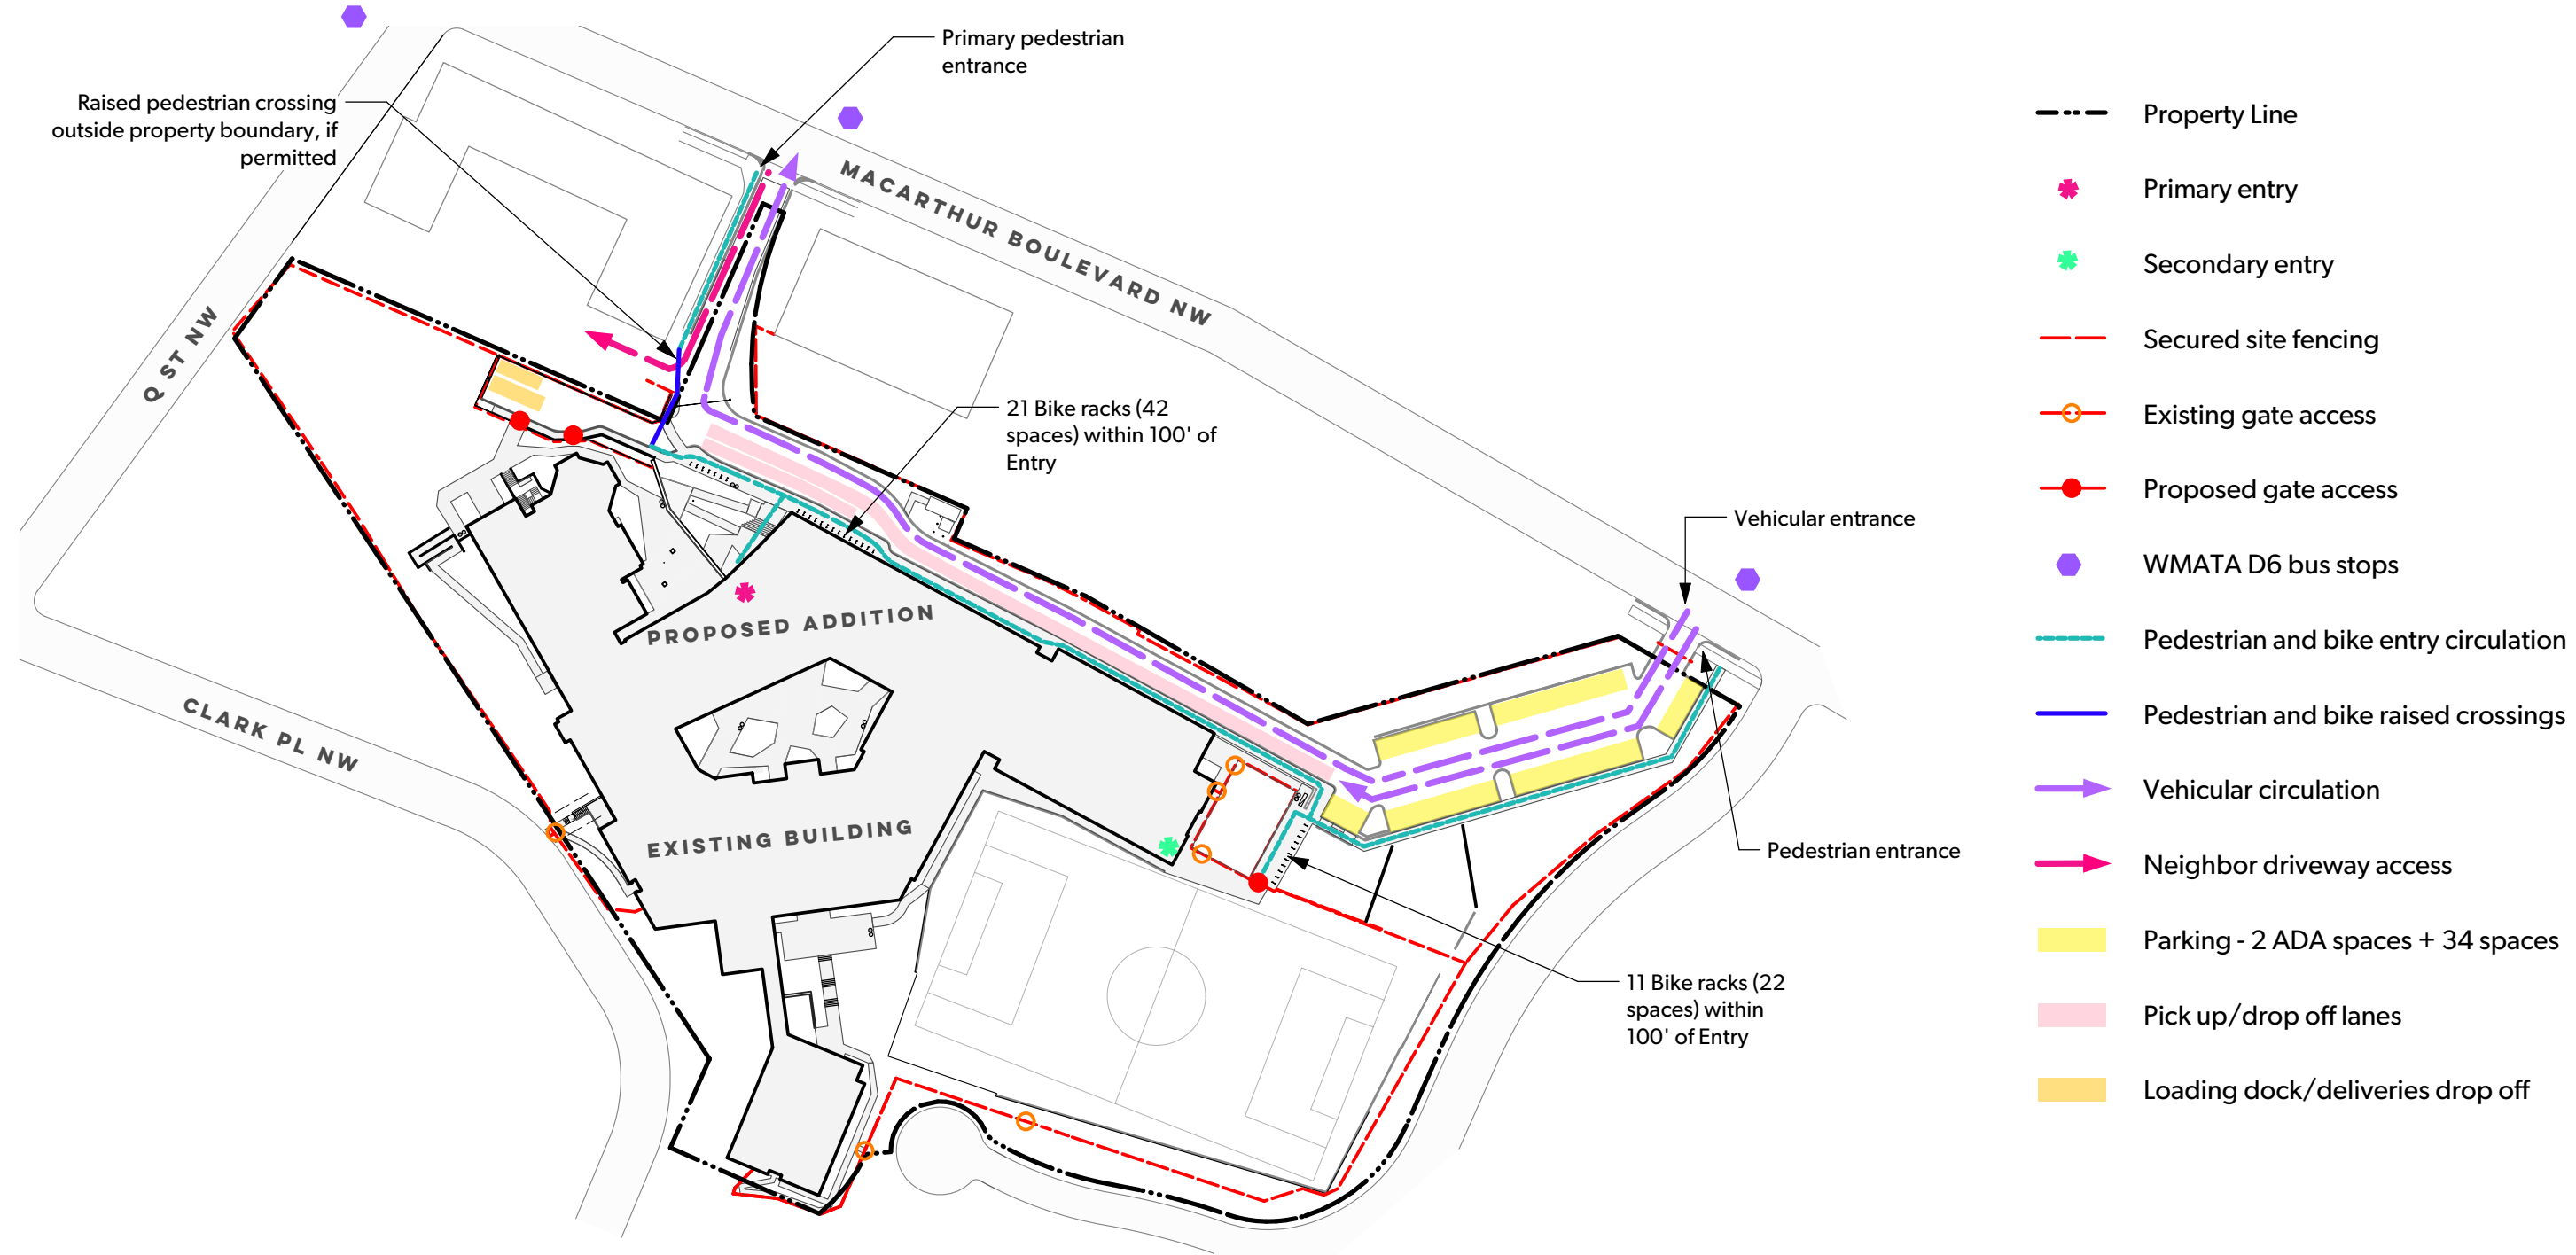 Primary pedestrian
entrance
Raised pedestrian crossing
outside property boundary, if
permitted
MACARTHUR BOULEVARD NW
Q ST NW
21 Bike racks (42
spaces) within 100' of
Entry
Vehicular entrance
PROPOSED ADDITION
CLARK PL NW
EXISTING BUILDING
Pedestrian entrance
11 Bike racks (22
spaces) within
100' of Entry
Property Line
Primary entry
Secondary entry
Secured site fencing
Existing gate access
Proposed gate access
WMATA D6 bus stops
Pedestrian and bike entry circulation
Pedestrian and bike raised crossings
Vehicular circulation
Neighbor driveway access
Parking - 2 ADA spaces + 34 spaces
Pick up/drop off lanes
Loading dock/deliveries drop off